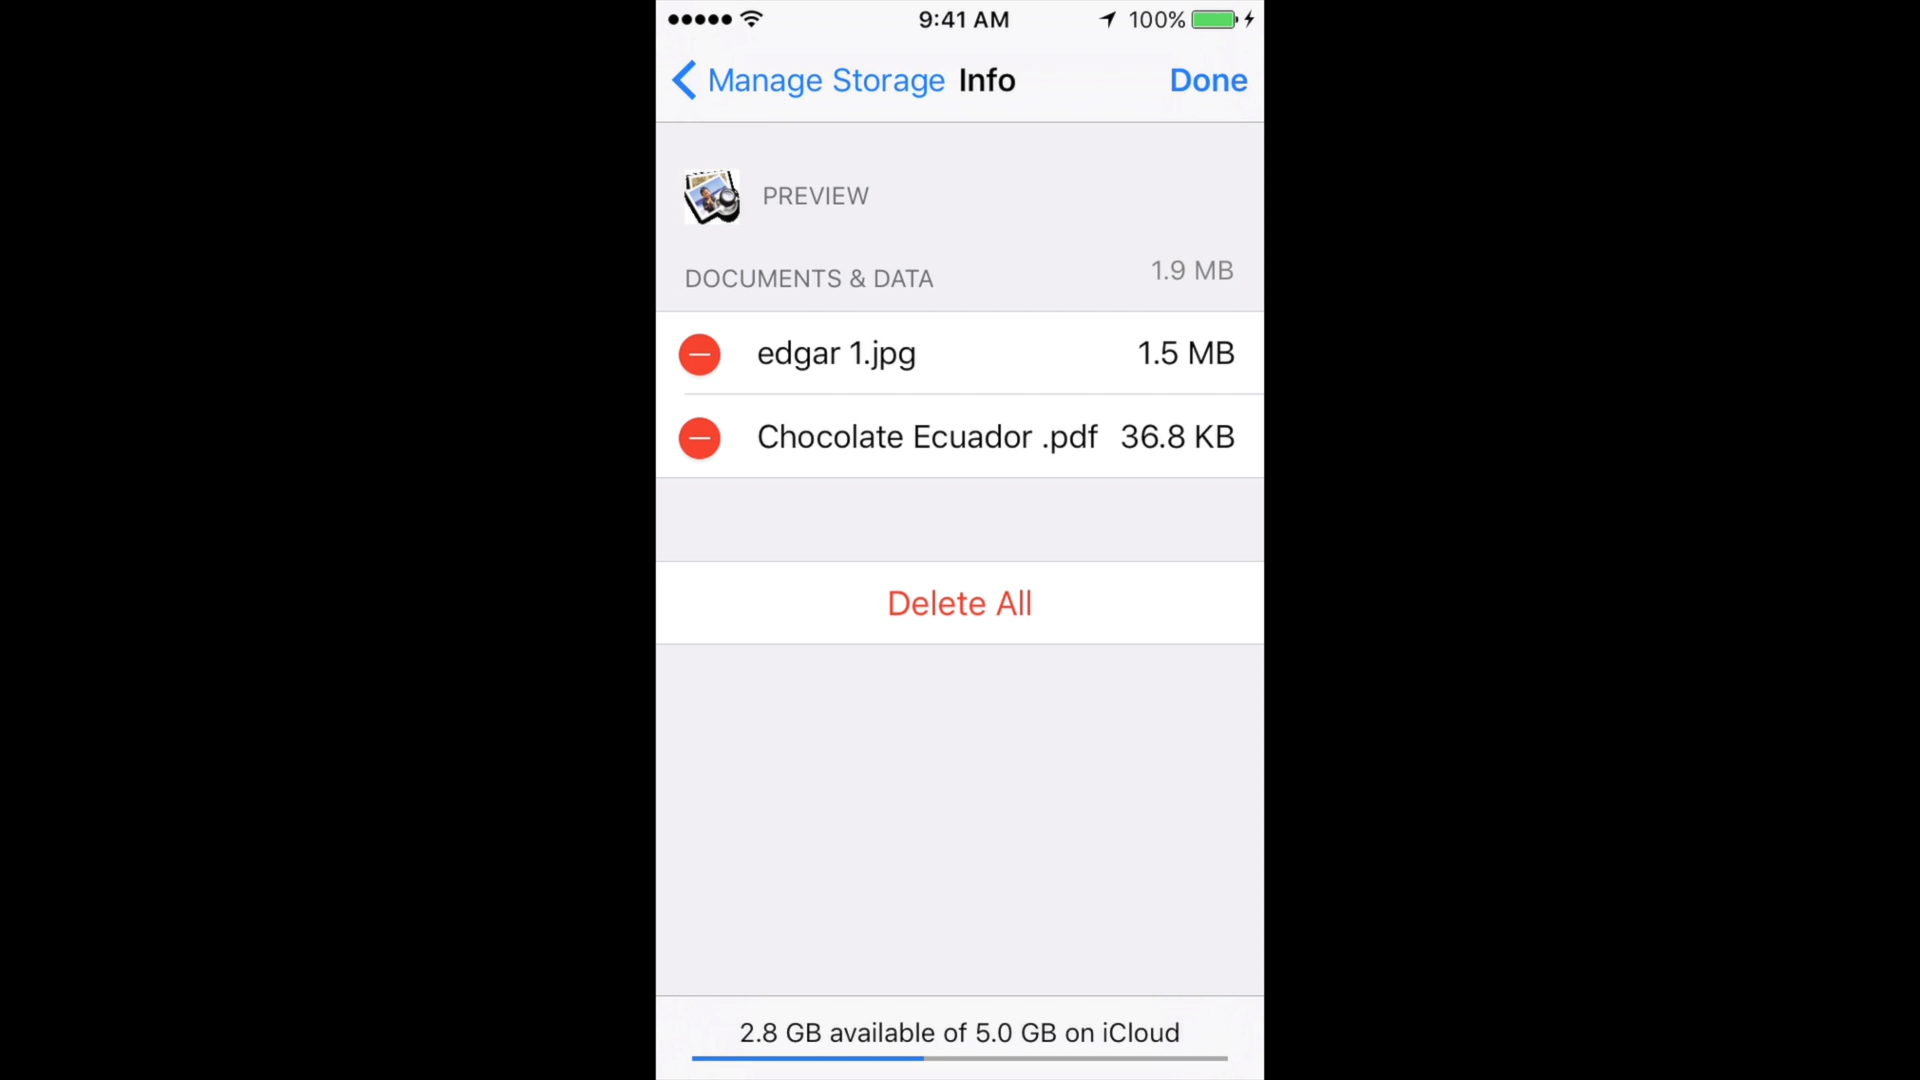 9:41 AM 100%
Manage Storage Info Done
PREVIEW
DOCUMENTS & DATA 1.9 MB
edgar 1.jpg 1.5 MB
Chocolate Ecuador .pdf 36.8 KB
Delete All
2.8 GB available of 5.0 GB on iCloud